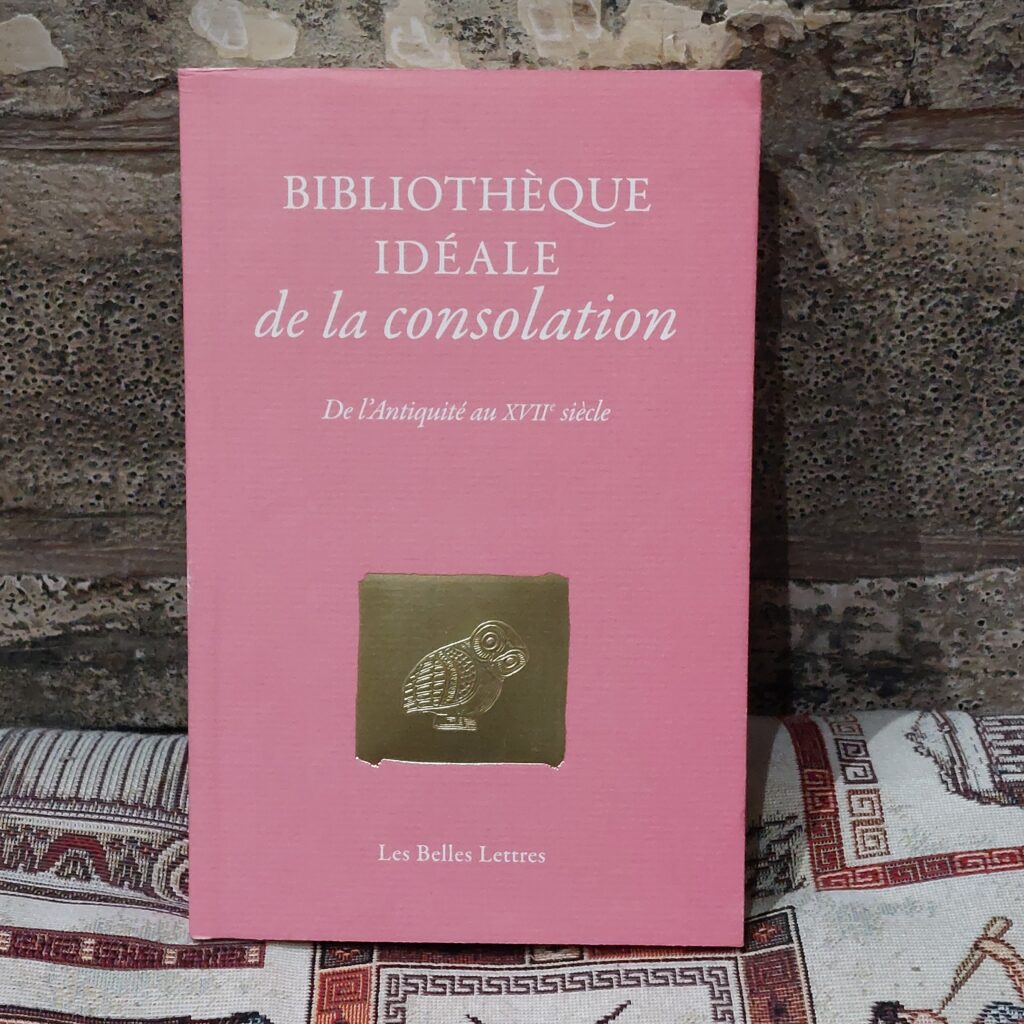 BIBLIOTHÈQUE
IDÉALE
de la consolation
De l'Antiquité au XVIIe siècle
Les Belles Lettres